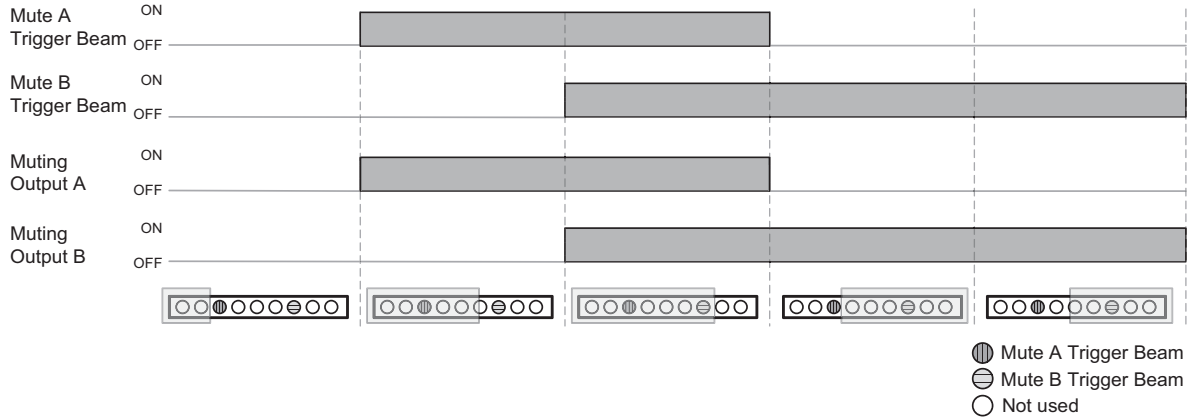 Mute A
Trigger Beam
ON
OFF
Mute B
Trigger Beam
ON
OFF
Muting
Output A
ON
OFF
Muting
Output B
ON
OFF
Mute A Trigger Beam
Mute B Trigger Beam
Not used